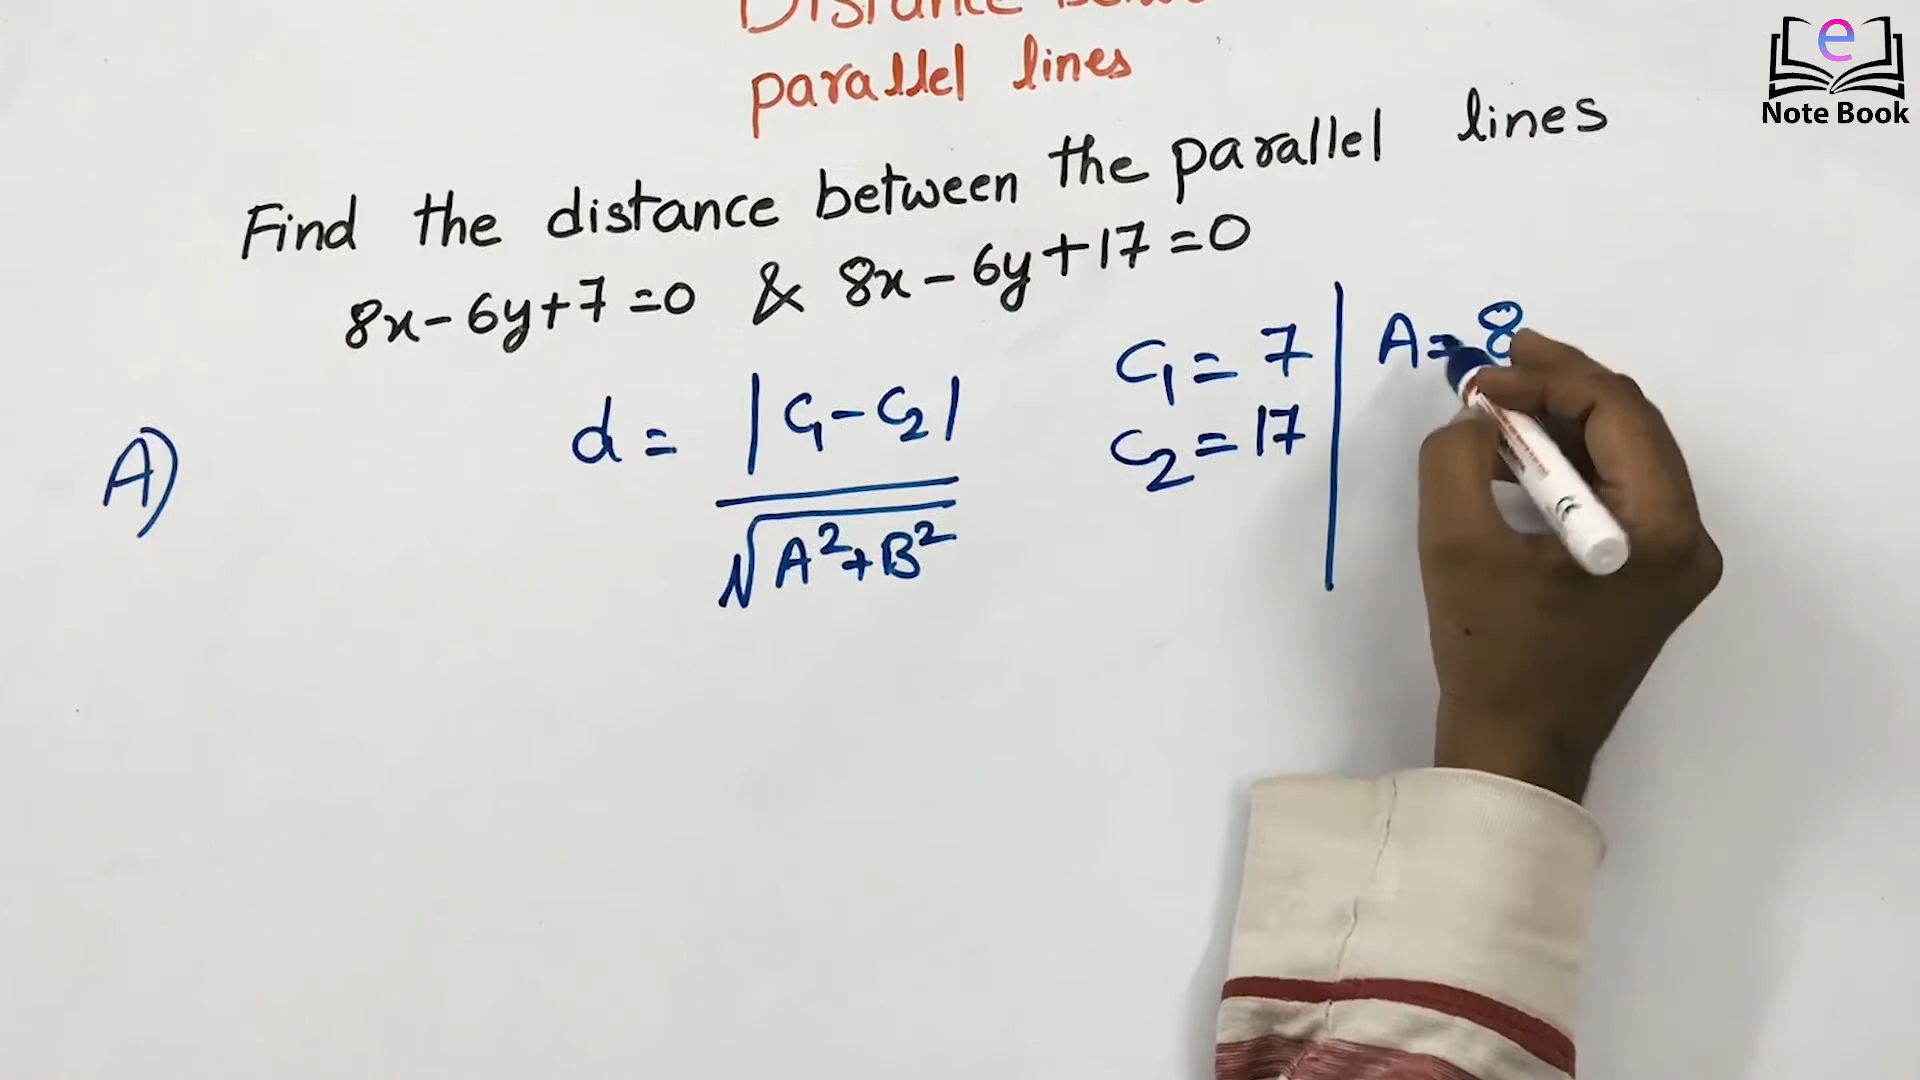 Distance
parallel lines
e
Note Book
Find the distance between the parallel lines
8x-6y+7=0 & 8x-6y+17=0
A)
d = |C₁-C₂| / √A²+B²
C₁ = 7
C₂ = 17
A = 8